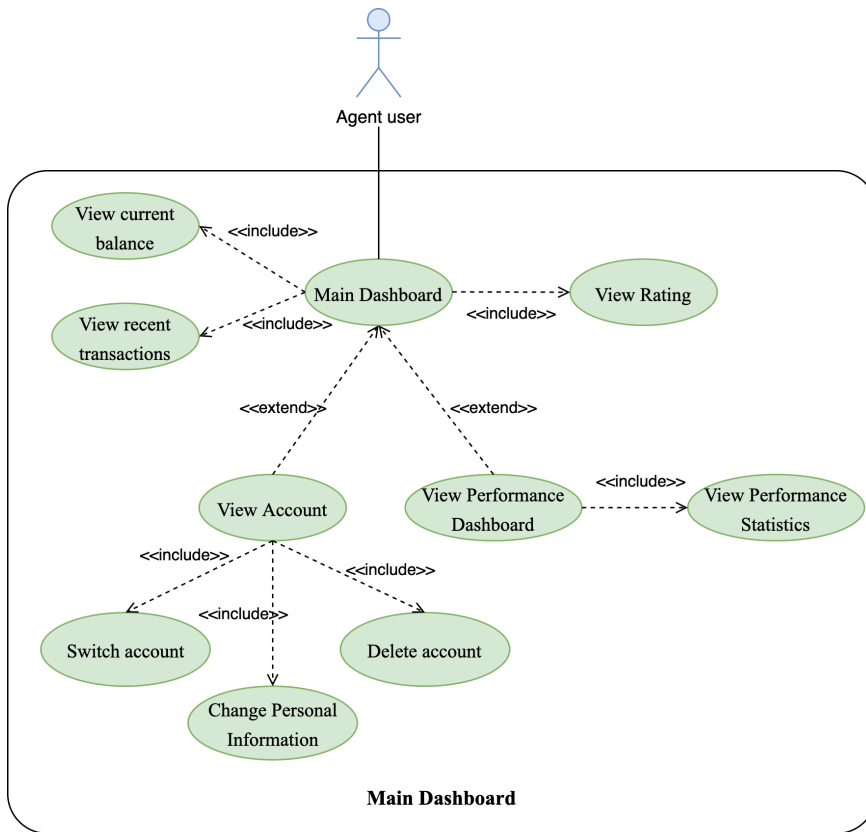 Agent user
View current
balance
<<include>>
Main Dashboard
View Rating
<<include>>
View recent
transactions
<<include>>
<<extend>>
<<extend>>
View Account
View Performance
Dashboard
<<include>>
View Performance
Statistics
<<include>>
<<include>>
<<include>>
Switch account
Delete account
Change Personal
Information
Main Dashboard